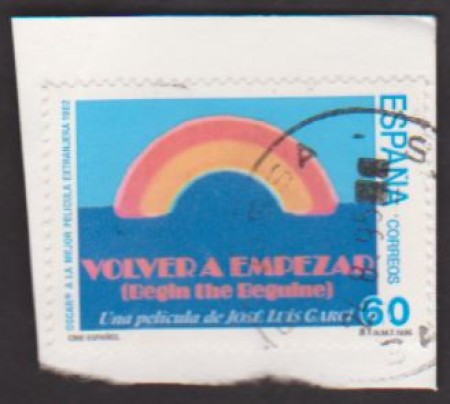 OSCAR® A LA MEJOR PELICULA EXTRANJERA 1982
VOLVER A EMPEZAR
(Begin the Beguine)
Una película de JOSÉ LUIS GARCI
CINE ESPAÑOL
ESPAÑA
CORREOS
60